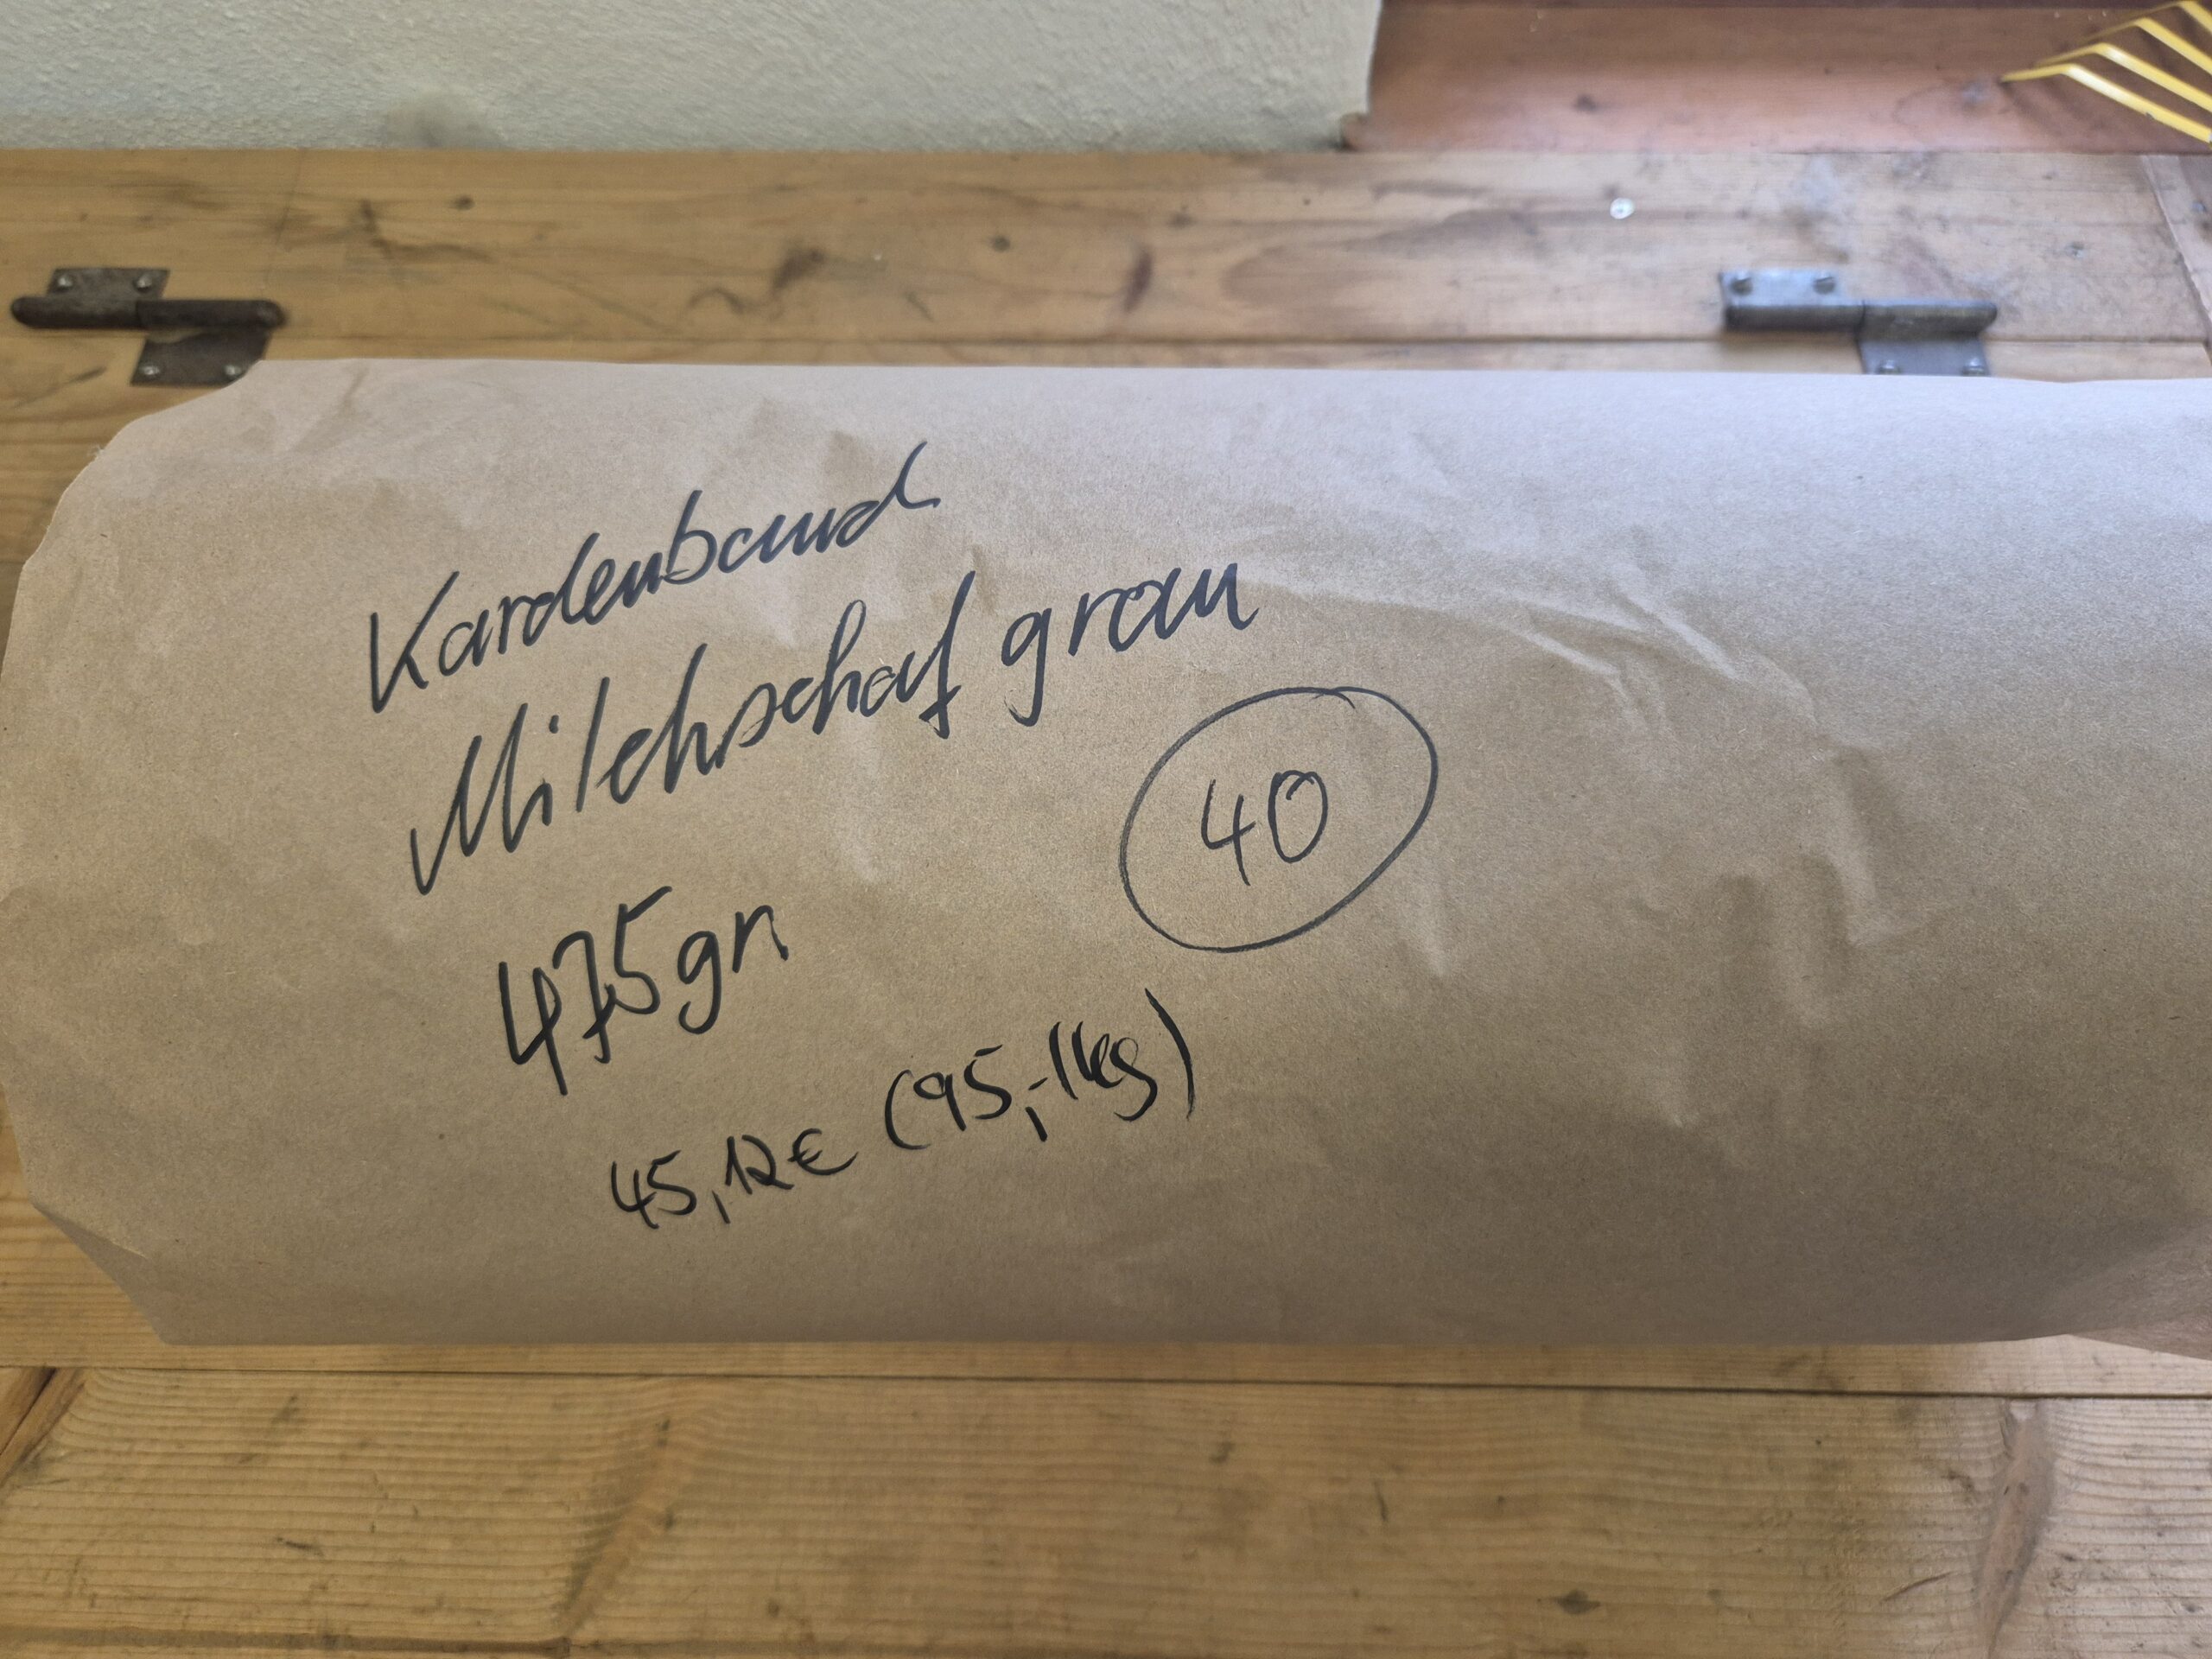 Kardenband
Milchschaf grau
40
475gr
45,12€ (95,-/kg)